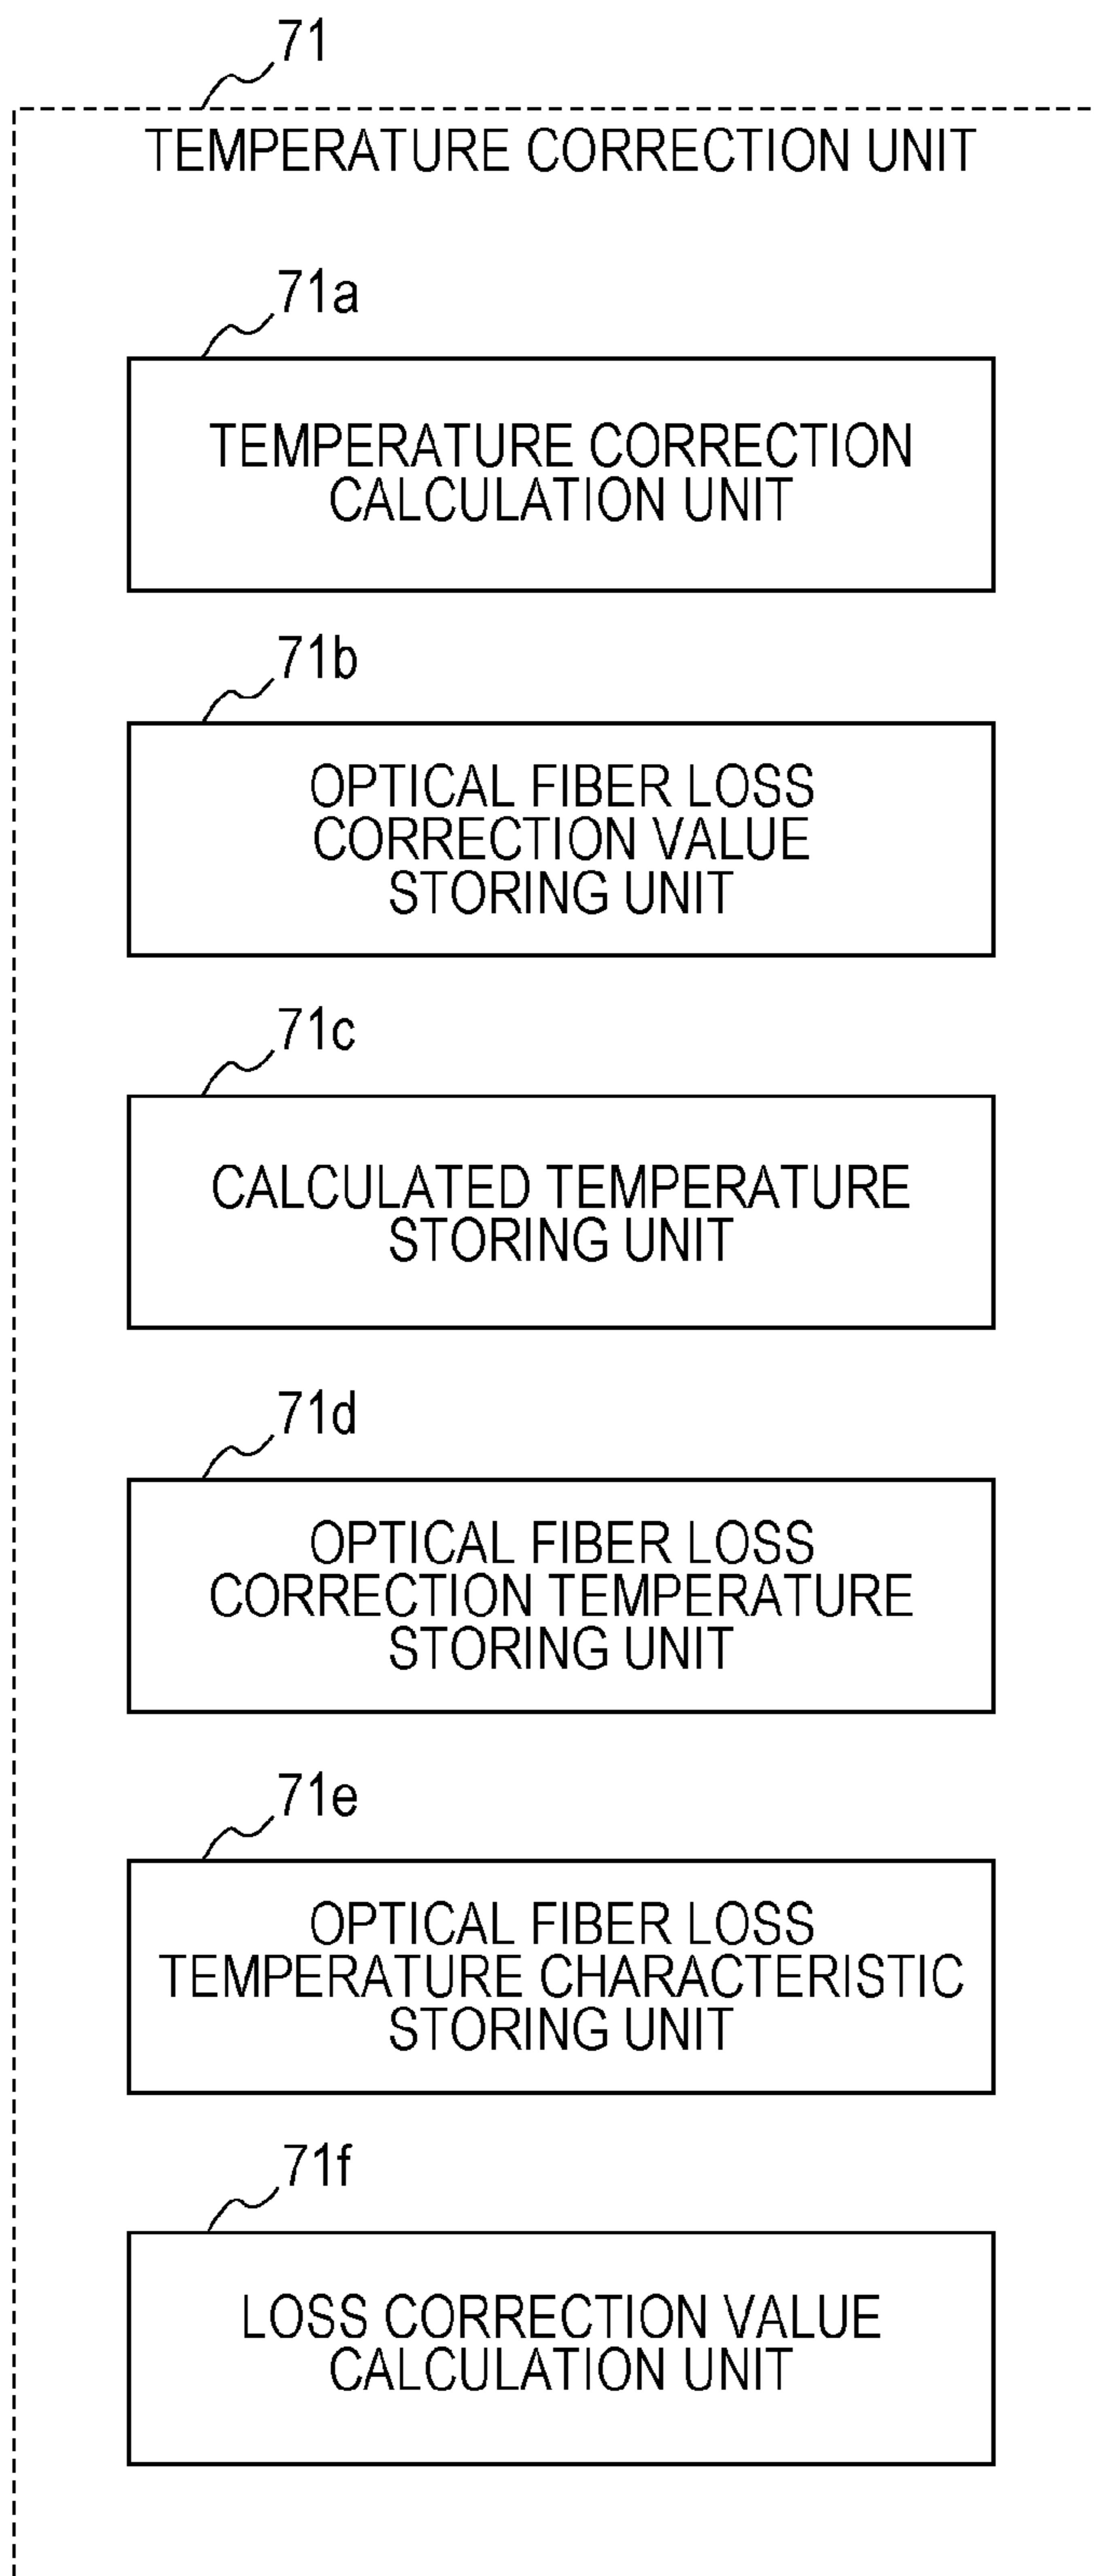 71
TEMPERATURE CORRECTION UNIT
71a
TEMPERATURE CORRECTION
CALCULATION UNIT
71b
OPTICAL FIBER LOSS
CORRECTION VALUE
STORING UNIT
71c
CALCULATED TEMPERATURE
STORING UNIT
71d
OPTICAL FIBER LOSS
CORRECTION TEMPERATURE
STORING UNIT
71e
OPTICAL FIBER LOSS
TEMPERATURE CHARACTERISTIC
STORING UNIT
71f
LOSS CORRECTION VALUE
CALCULATION UNIT